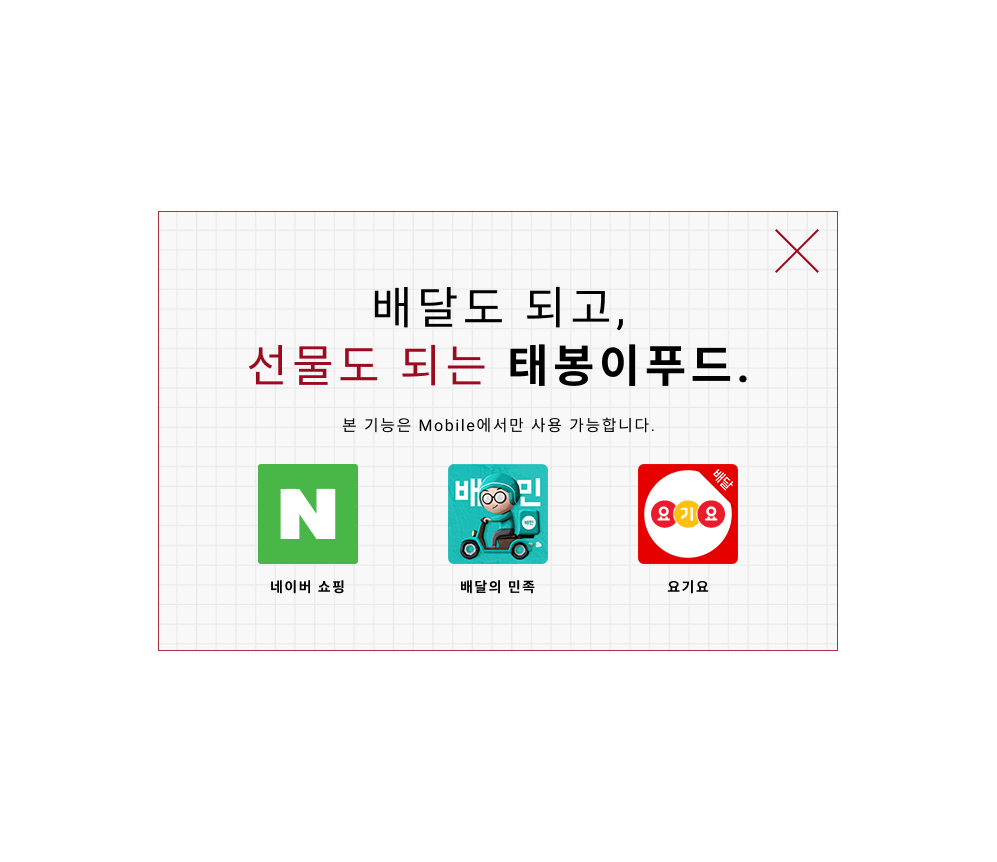 배달도 되고,
선물도 되는 태봉이푸드.
본 기능은 Mobile에서만 사용 가능합니다.
N
배민
배민
배달
요기요
네이버 쇼핑
배달의 민족
요기요